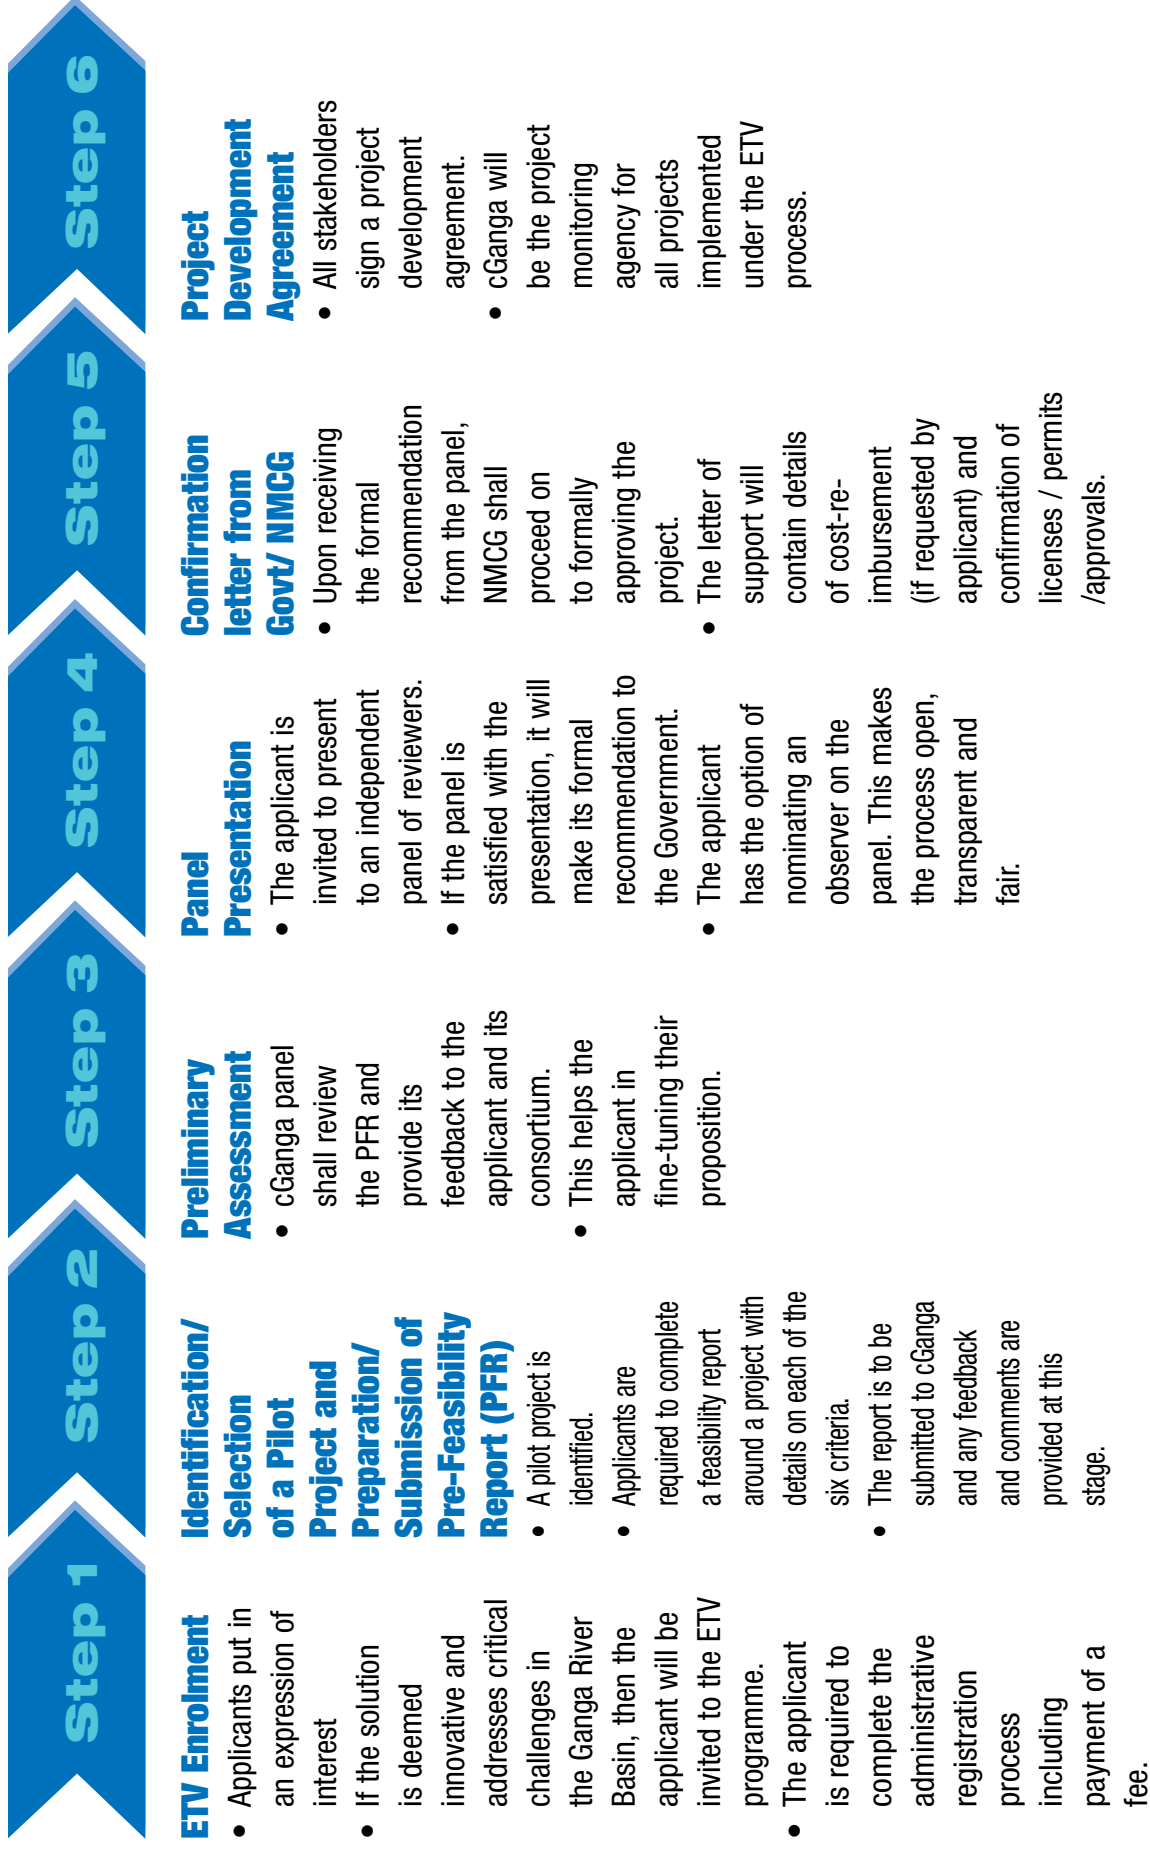 Step 1
ETV Enrolment
• Applicants put in
an expression of
interest
• If the solution
is deemed
innovative and
addresses critical
challenges in
the Ganga River
Basin, then the
applicant will be
invited to the ETV
programme.
• The applicant
is required to
complete the
administrative
registration
process
including
payment of a
fee.
Step 2
Identification/
Selection
of a Pilot
Project and
Preparation/
Submission of
Pre-Feasibility
Report (PFR)
• A pilot project is
identified.
• Applicants are
required to complete
a feasibility report
around a project with
details on each of the
six criteria.
• The report is to be
submitted to cGanga
and any feedback
and comments are
provided at this
stage.
Step 3
Preliminary
Assessment
• cGanga panel
shall review
the PFR and
provide its
feedback to the
applicant and its
consortium.
• This helps the
applicant in
fine-tuning their
proposition.
Step 4
Panel
Presentation
• The applicant is
invited to present
to an independent
panel of reviewers.
• If the panel is
satisfied with the
presentation, it will
make its formal
recommendation to
the Government.
• The applicant
has the option of
nominating an
observer on the
panel. This makes
the process open,
transparent and
fair.
Step 5
Confirmation
letter from
Govt/ NMCG
• Upon receiving
the formal
recommendation
from the panel,
NMCG shall
proceed on
to formally
approving the
project.
• The letter of
support will
contain details
of cost-re-
imbursement
(if requested by
applicant) and
confirmation of
licenses / permits
/approvals.
Step 6
Project
Development
Agreement
• All stakeholders
sign a project
development
agreement.
• cGanga will
be the project
monitoring
agency for
all projects
implemented
under the ETV
process.